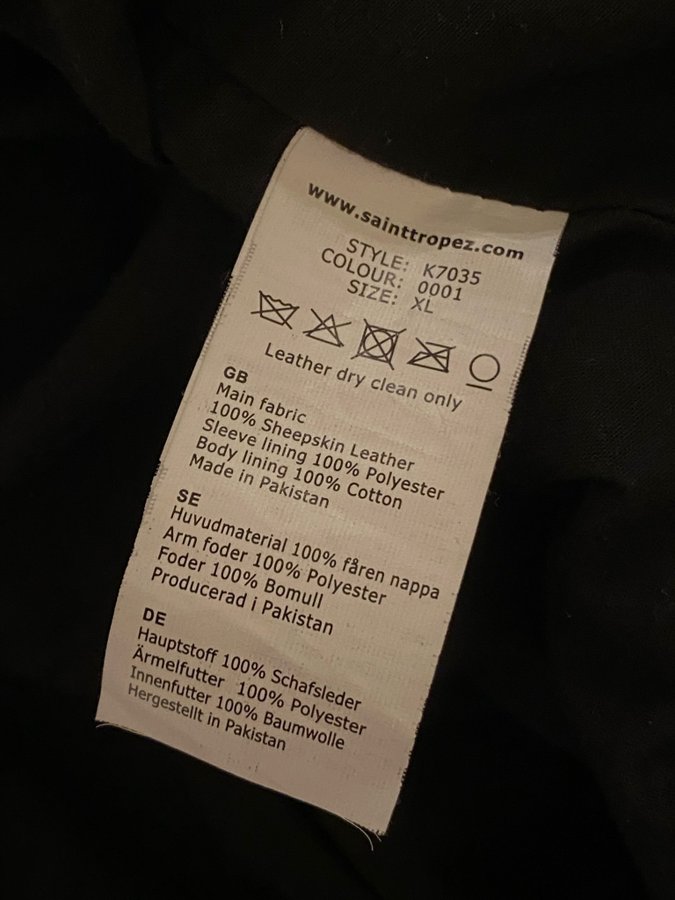 www.sainttropez.com
STYLE: K7035
COLOUR: 0001
SIZE: XL
Leather dry clean only
GB
Main fabric
100% Sheepskin Leather
Sleeve lining 100% Polyester
Body lining 100% Cotton
Made in Pakistan
SE
Huvudmaterial 100% fåren nappa
Arm foder 100% Polyester
Foder 100% Bomull
Producerad i Pakistan
DE
Hauptstoff 100% Schafsleder
Ärmelfutter 100% Polyester
Innenfutter 100% Baumwolle
Hergestellt in Pakistan